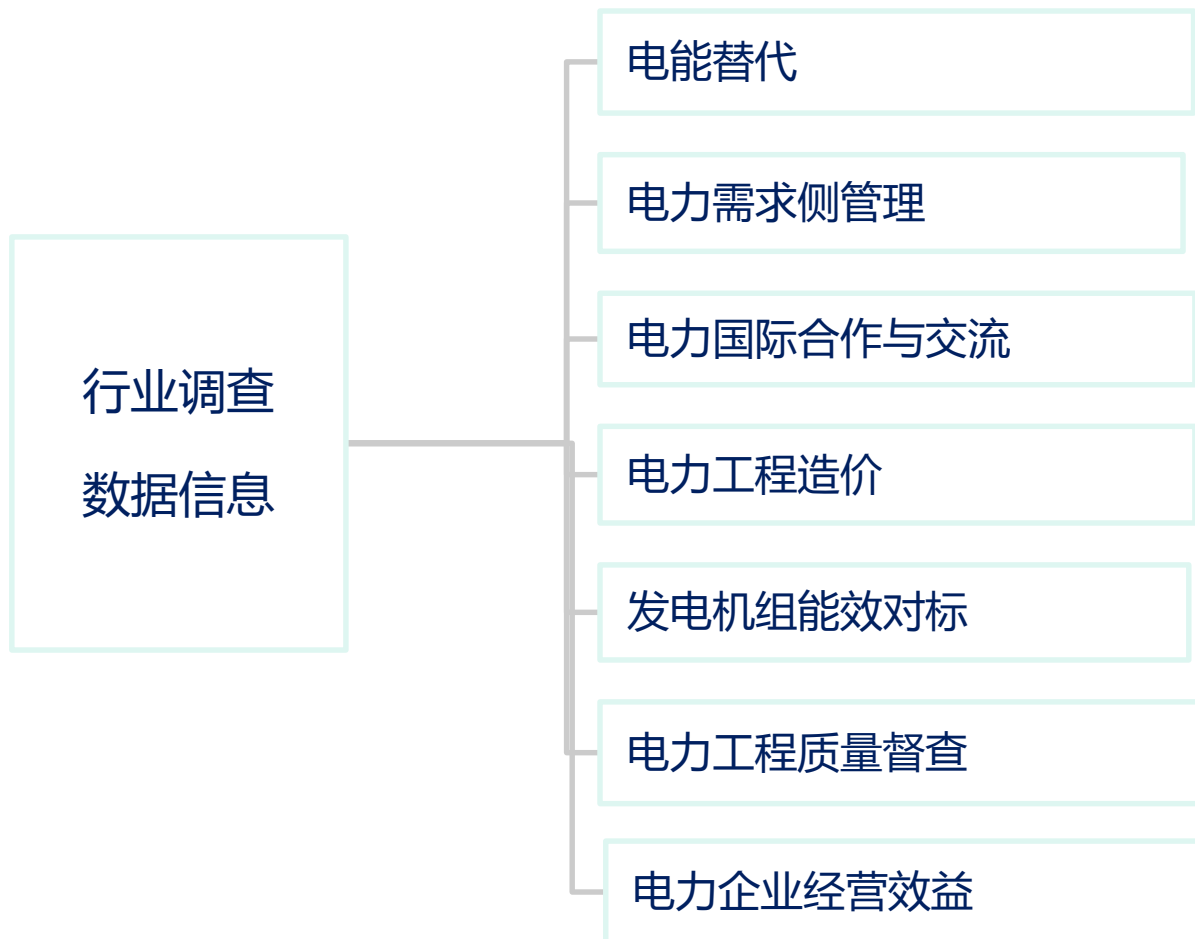 行业调查
数据信息
电能替代
电力需求侧管理
电力国际合作与交流
电力工程造价
发电机组能效对标
电力工程质量督查
电力企业经营效益